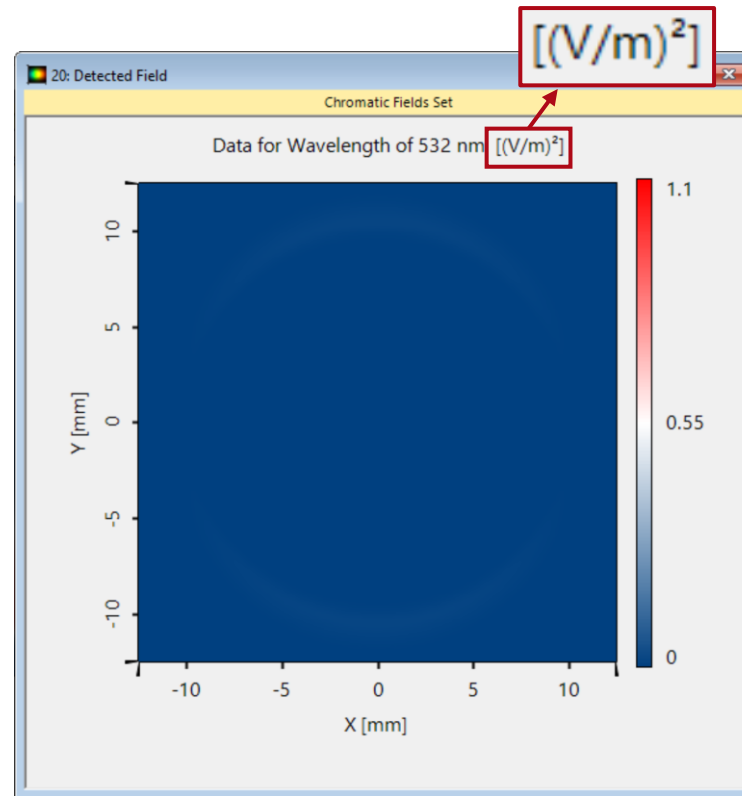 [(V/m)²]
20: Detected Field
Chromatic Fields Set
Data for Wavelength of 532 nm [(V/m)²]
1.1
0.55
0
10
5
0
-5
-10
Y [mm]
-10 -5 0 5 10
X [mm]